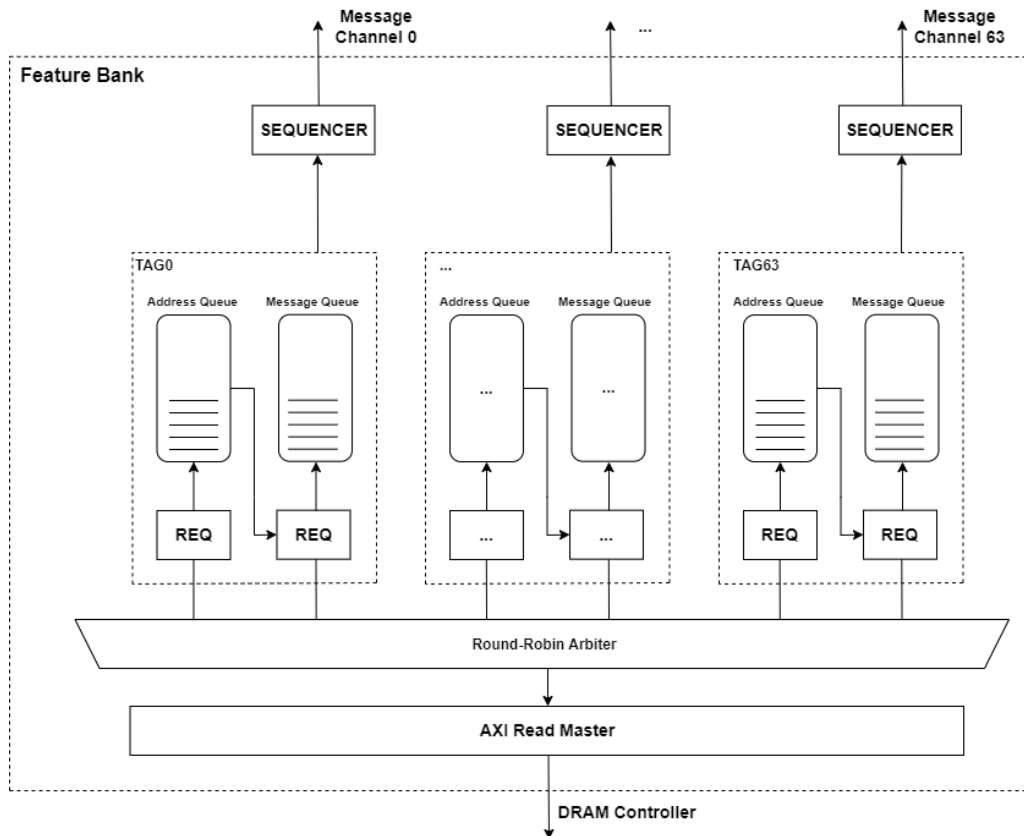 Message
Channel 0
...
Message
Channel 63
Feature Bank
SEQUENCER
SEQUENCER
SEQUENCER
TAG0
...
TAG63
Address Queue
Message Queue
Address Queue
Message Queue
Address Queue
Message Queue
...
...
REQ
REQ
...
...
REQ
REQ
Round-Robin Arbiter
AXI Read Master
DRAM Controller